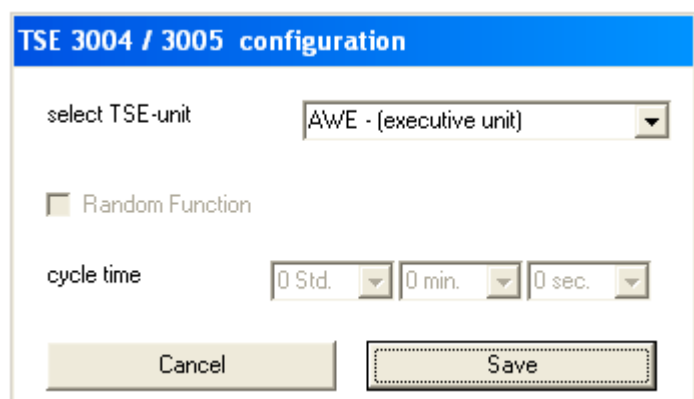 TSE 3004 / 3005 configuration
select TSE-unit AWE - (executive unit)
Random Function
cycle time 0 Std. 0 min. 0 sec.
Cancel Save